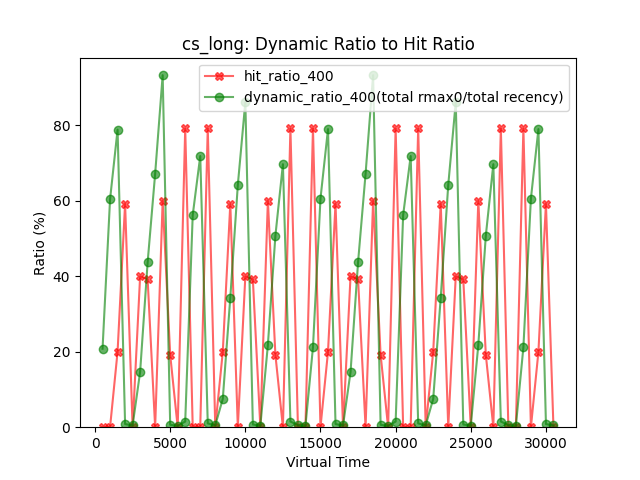 cs_long: Dynamic Ratio to Hit Ratio
hit_ratio_400
dynamic_ratio_400(total rmax0/total recency)
Ratio (%)
80
60
40
20
0
0 5000 10000 15000 20000 25000 30000
Virtual Time